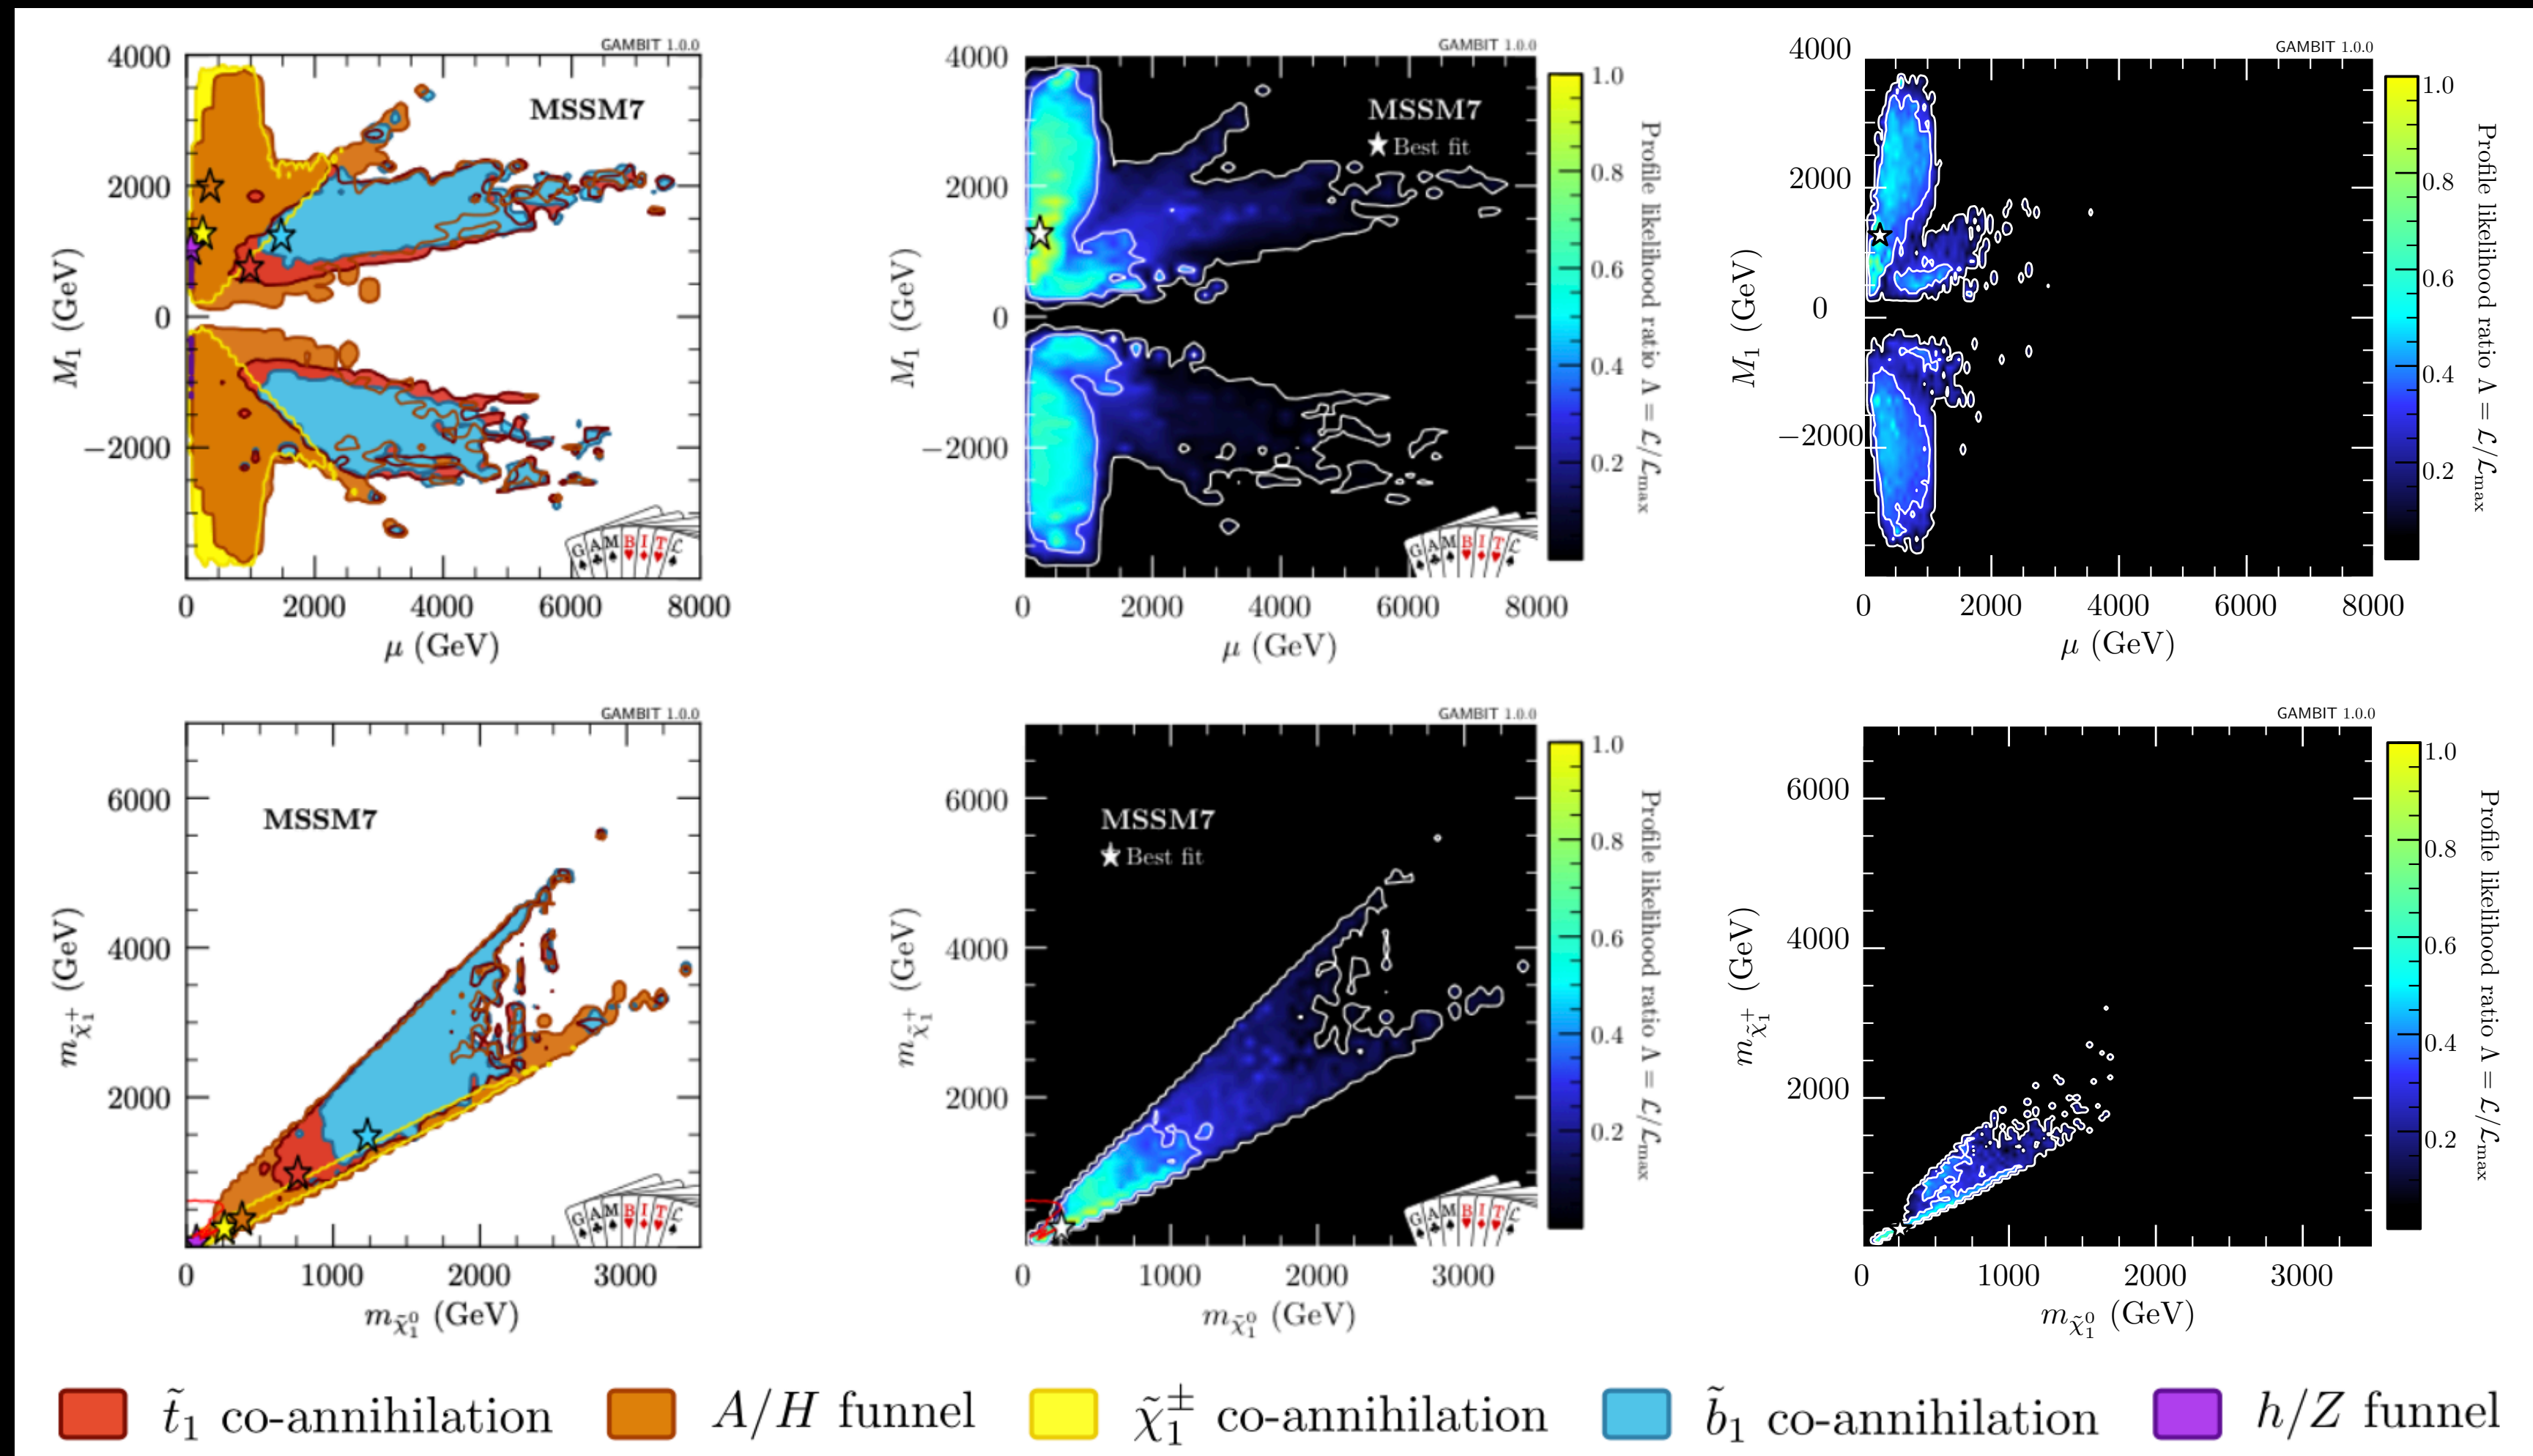 GAMBIT 1.0.0
4000
2000
0
−2000
M₁ (GeV)
MSSM7
G A M B I T ℒ
0 2000 4000 6000 8000
μ (GeV)
GAMBIT 1.0.0
4000
2000
0
−2000
M₁ (GeV)
MSSM7
★ Best fit
G A M B I T ℒ
0 2000 4000 6000 8000
μ (GeV)
1.0
0.8
0.6
0.4
0.2
Profile likelihood ratio Λ = ℒ/ℒmax
GAMBIT 1.0.0
4000
2000
0
−2000
M₁ (GeV)
0 2000 4000 6000 8000
μ (GeV)
1.0
0.8
0.6
0.4
0.2
Profile likelihood ratio Λ = ℒ/ℒmax
GAMBIT 1.0.0
6000
4000
2000
m χ̃₁⁺ (GeV)
MSSM7
G A M B I T ℒ
0 1000 2000 3000
m χ̃₁⁰ (GeV)
GAMBIT 1.0.0
6000
4000
2000
m χ̃₁⁺ (GeV)
MSSM7
★ Best fit
G A M B I T ℒ
0 1000 2000 3000
m χ̃₁⁰ (GeV)
1.0
0.8
0.6
0.4
0.2
Profile likelihood ratio Λ = ℒ/ℒmax
GAMBIT 1.0.0
6000
4000
2000
m χ̃₁⁺ (GeV)
0 1000 2000 3000
m χ̃₁⁰ (GeV)
1.0
0.8
0.6
0.4
0.2
Profile likelihood ratio Λ = ℒ/ℒmax
t̃₁ co-annihilation A/H funnel χ̃₁± co-annihilation b̃₁ co-annihilation h/Z funnel